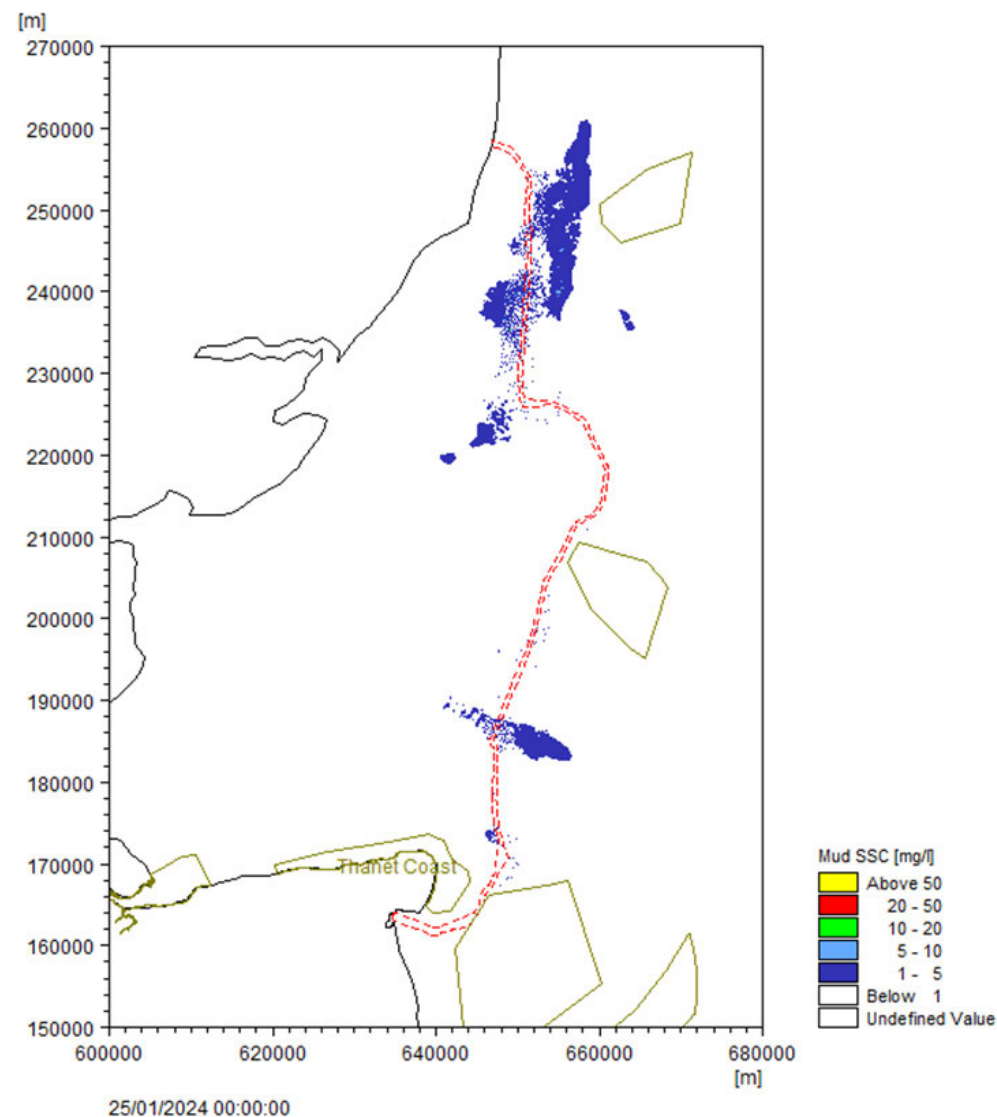 [m]
270000
260000
250000
240000
230000
220000
210000
200000
190000
180000
170000
160000
150000
Thanet Coast
600000 620000 640000 660000 680000
[m]
25/01/2024 00:00:00
Mud SSC [mg/l]
Above 50
20 - 50
10 - 20
5 - 10
1 - 5
Below 1
Undefined Value